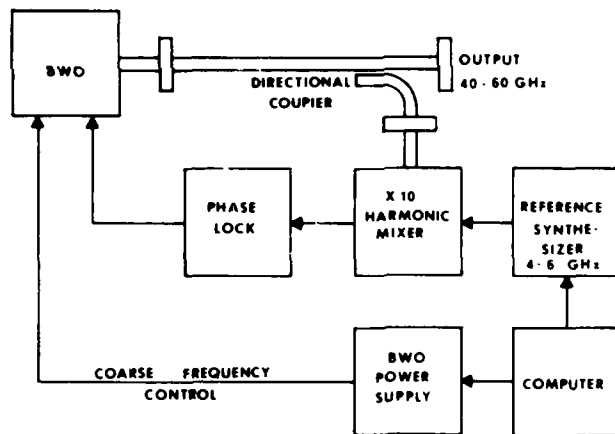 BWO
OUTPUT
40-60 GHz
DIRECTIONAL
COUPIER
PHASE
LOCK
X 10
HARMONIC
MIXER
REFERENCE
SYNTHE-
SIZER
4-6 GHz
COARSE FREQUENCY
CONTROL
BWO
POWER
SUPPLY
COMPUTER